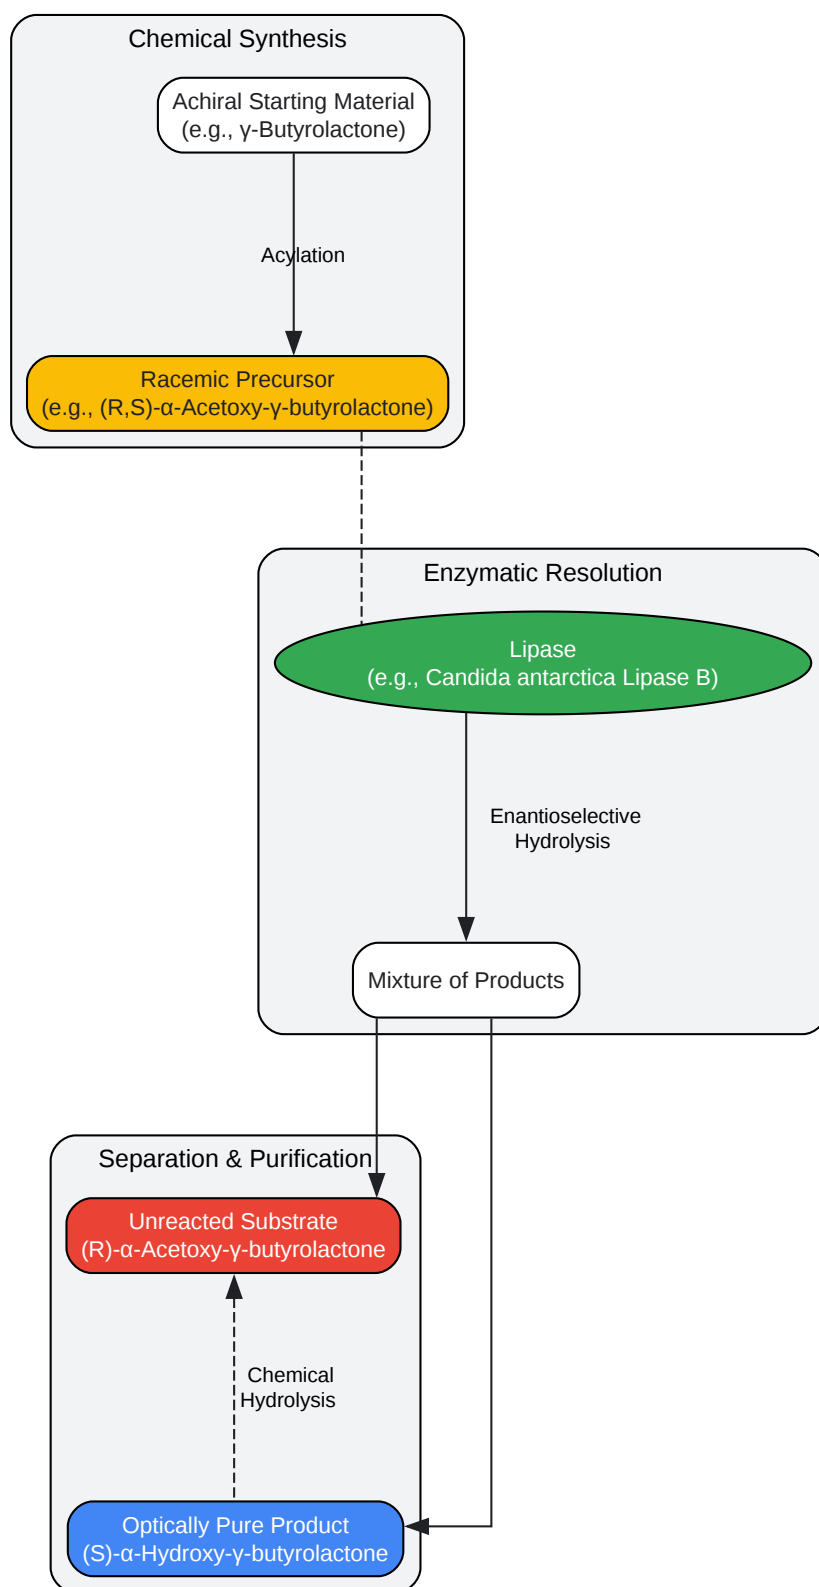 Chemical Synthesis
Achiral Starting Material
(e.g., γ-Butyrolactone)
Acylation
Racemic Precursor
(e.g., (R,S)-α-Acetoxy-γ-butyrolactone)
Enzymatic Resolution
Lipase
(e.g., Candida antarctica Lipase B)
Enantioselective
Hydrolysis
Mixture of Products
Separation & Purification
Unreacted Substrate
(R)-α-Acetoxy-γ-butyrolactone
Chemical
Hydrolysis
Optically Pure Product
(S)-α-Hydroxy-γ-butyrolactone